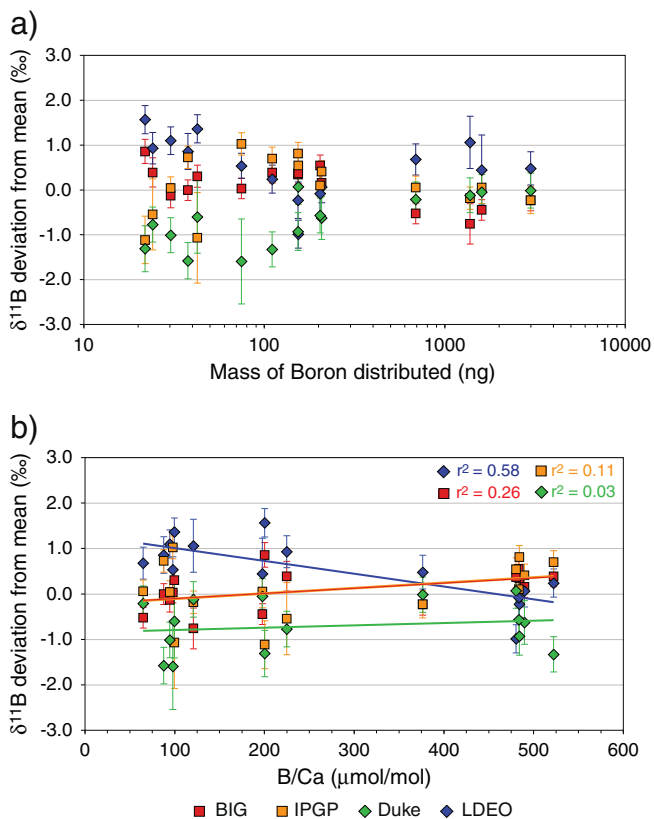 a)
δ¹¹B deviation from mean (‰)
3.0
2.0
1.0
0.0
-1.0
-2.0
-3.0
10
100
1000
10000
Mass of Boron distributed (ng)
b)
δ¹¹B deviation from mean (‰)
3.0
2.0
1.0
0.0
-1.0
-2.0
-3.0
r² = 0.58 r² = 0.11
r² = 0.26 r² = 0.03
0 100 200 300 400 500 600
B/Ca (μmol/mol)
BIG IPGP Duke LDEO